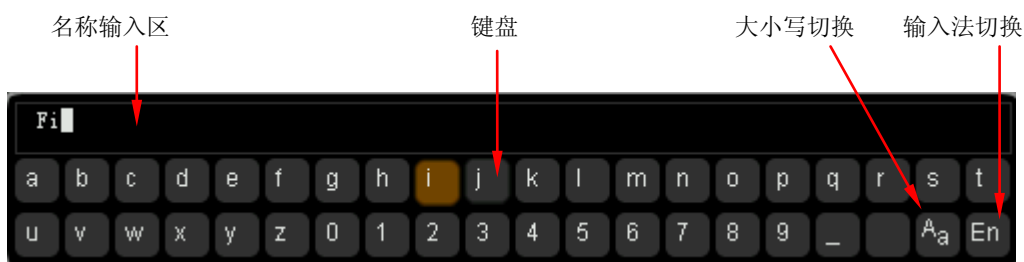 名称输入区 键盘 大小写切换 输入法切换
Fi
a b c d e f g h i j k l m n o p q r s t
u v w x y z 0 1 2 3 4 5 6 7 8 9 _ Aa En